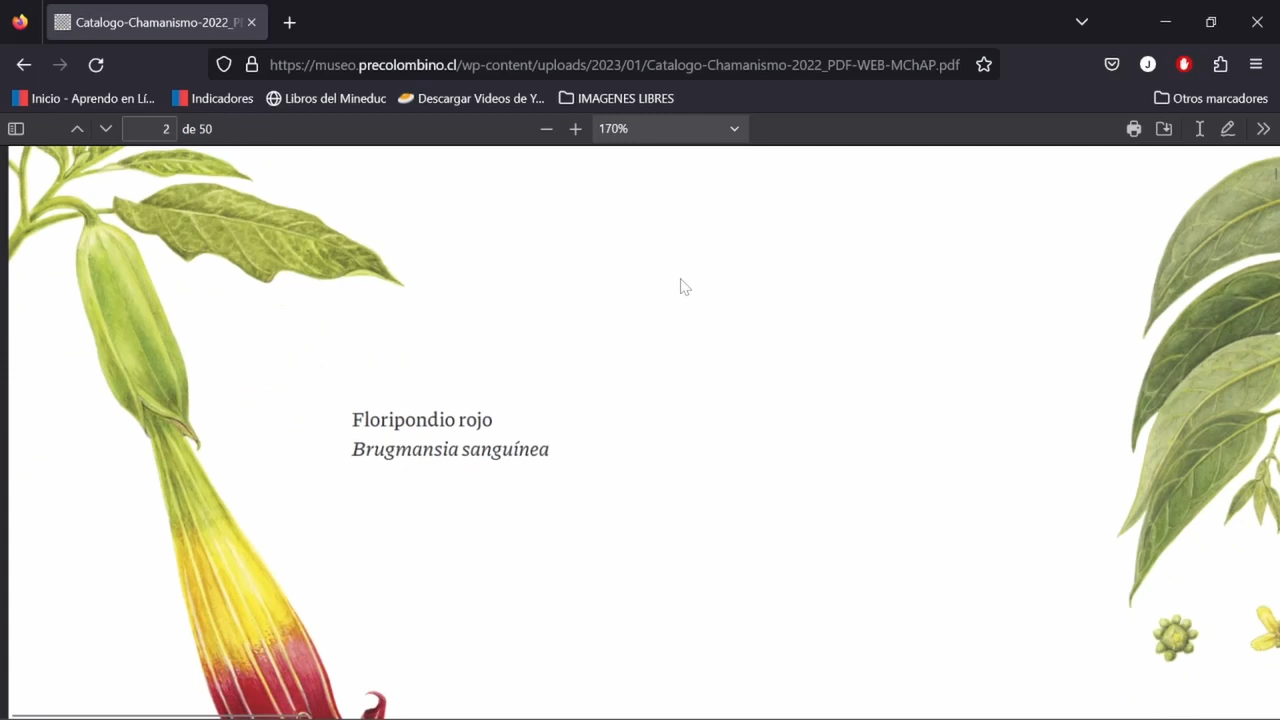 Catalogo-Chamanismo-2022_P
https://museo.precolombino.cl/wp-content/uploads/2023/01/Catalogo-Chamanismo-2022_PDF-WEB-MChAP.pdf
J
Inicio - Aprendo en Lí... Indicadores Libros del Mineduc Descargar Videos de Y... IMAGENES LIBRES Otros marcadores
2 de 50 170%
Floripondio rojo
Brugmansia sanguínea